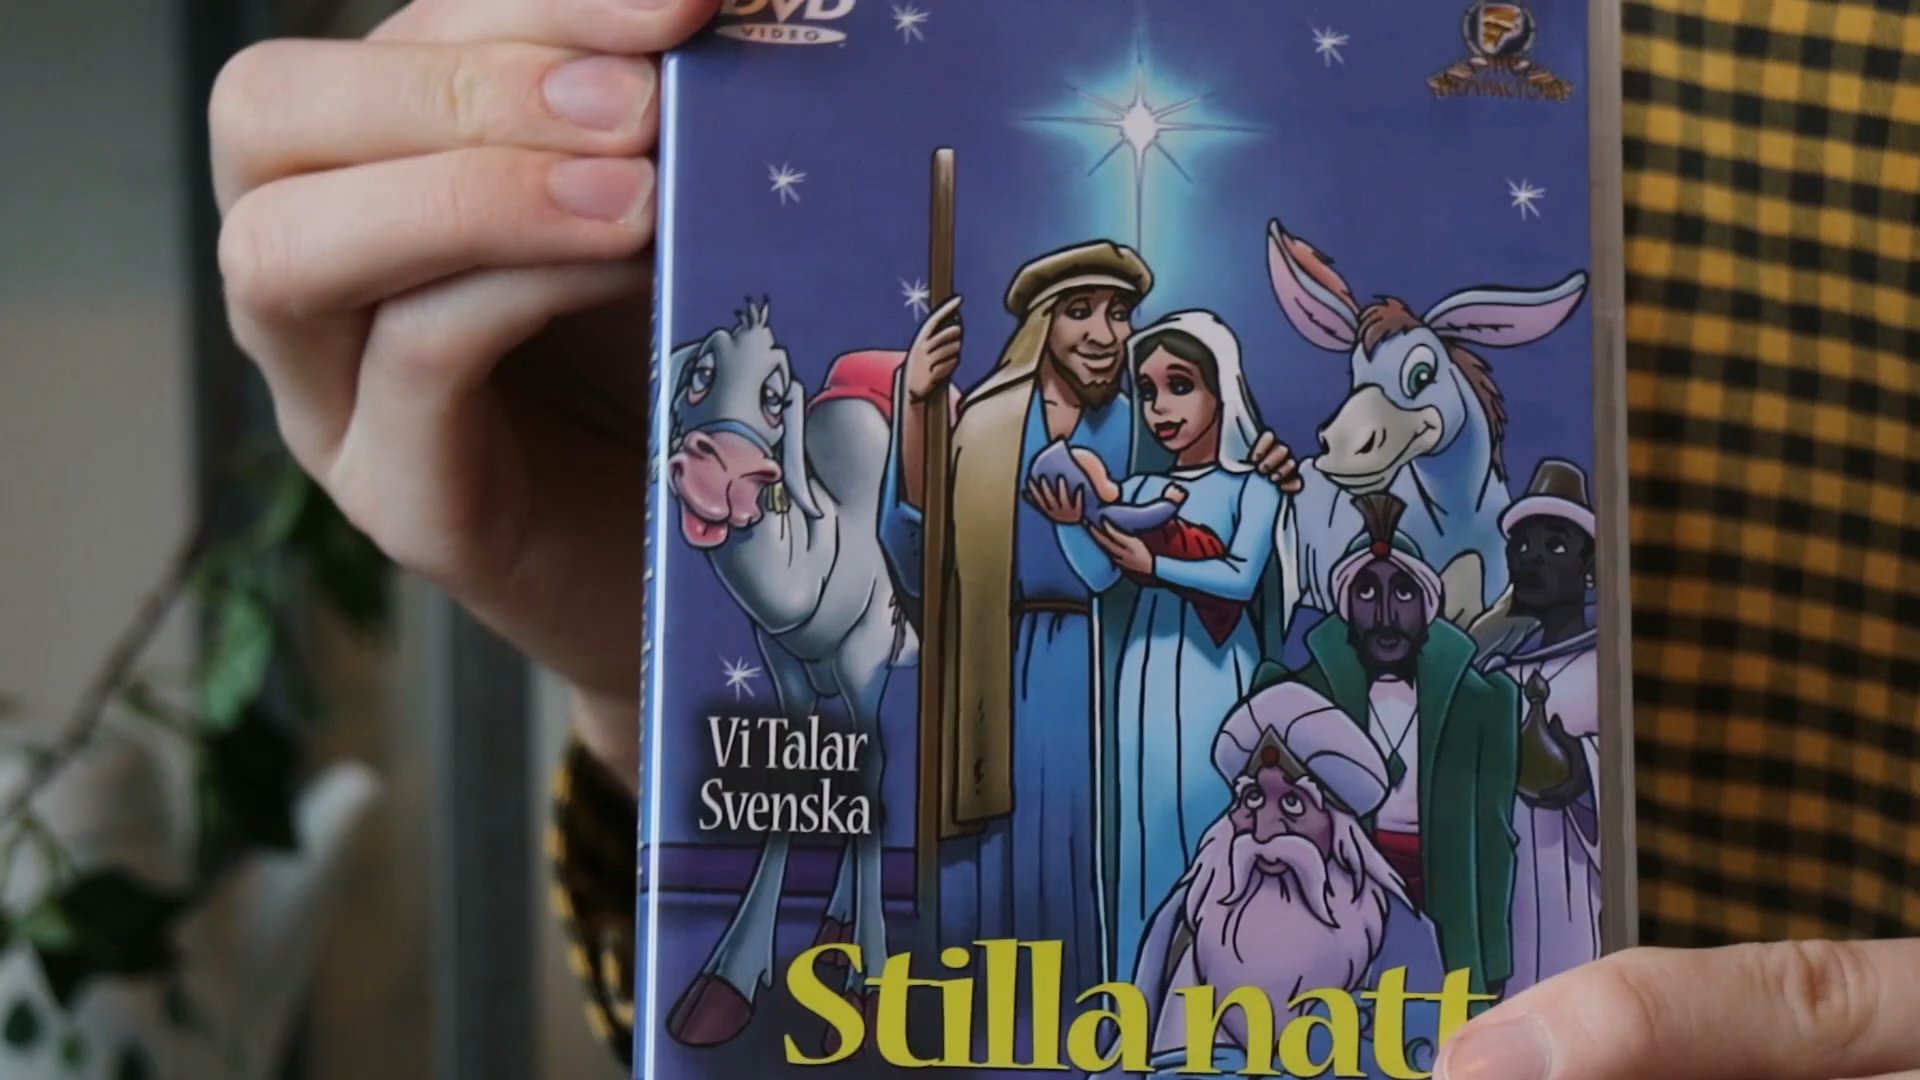 DVD
VIDEO
Vi Talar
Svenska
Stilla natt